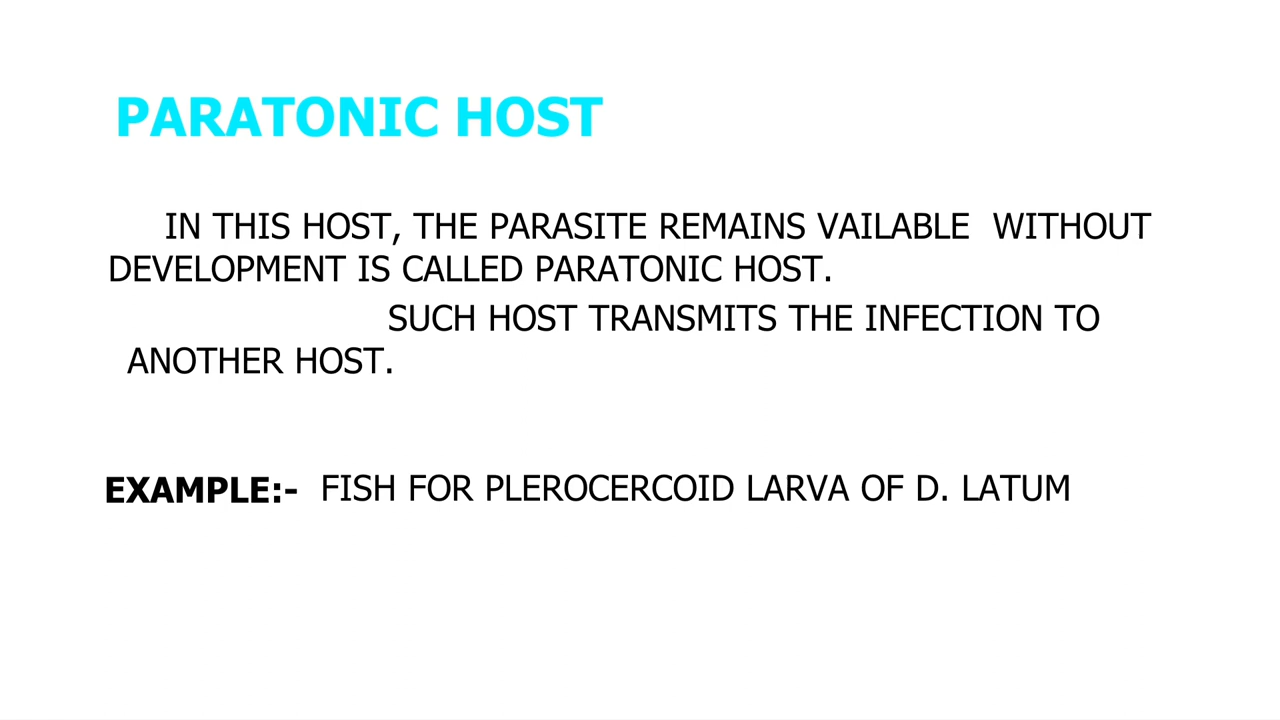 PARATONIC HOST
IN THIS HOST, THE PARASITE REMAINS VAILABLE WITHOUT
DEVELOPMENT IS CALLED PARATONIC HOST.
SUCH HOST TRANSMITS THE INFECTION TO
ANOTHER HOST.
EXAMPLE:- FISH FOR PLEROCERCOID LARVA OF D. LATUM